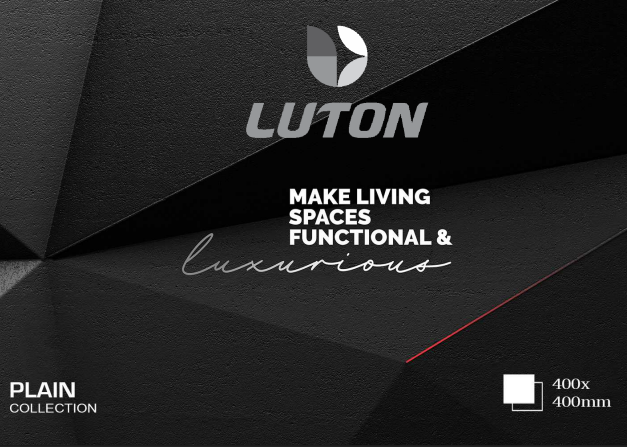 LUTON
MAKE LIVING
SPACES
FUNCTIONAL &
luxurious
PLAIN
COLLECTION
400x
400mm